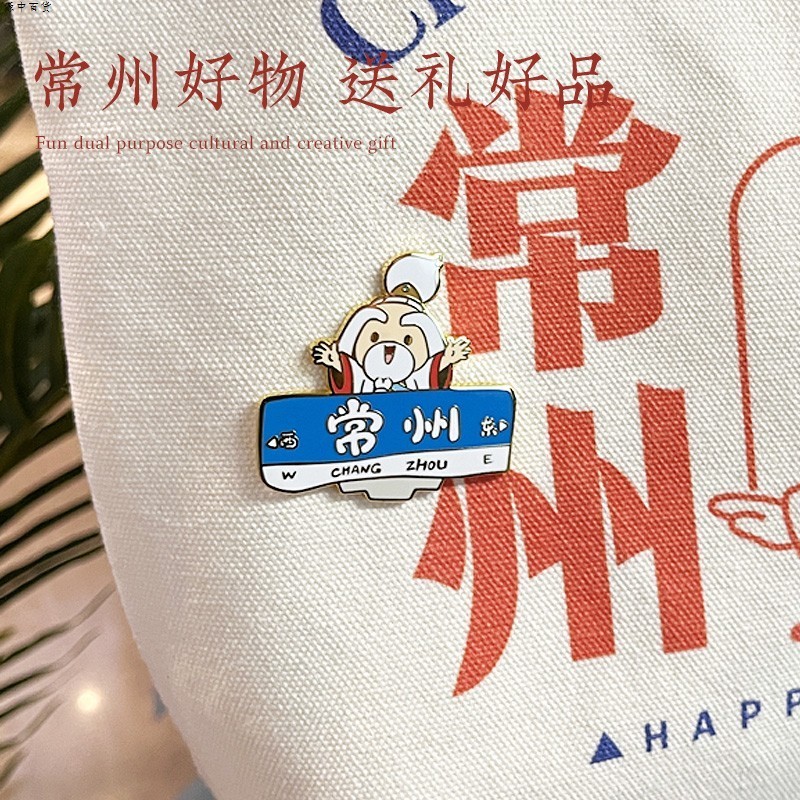 常州好物 送礼好品
Fun dual purpose cultural and creative gift
常
州
西 常州 东
W CHANG ZHOU E
HAPP